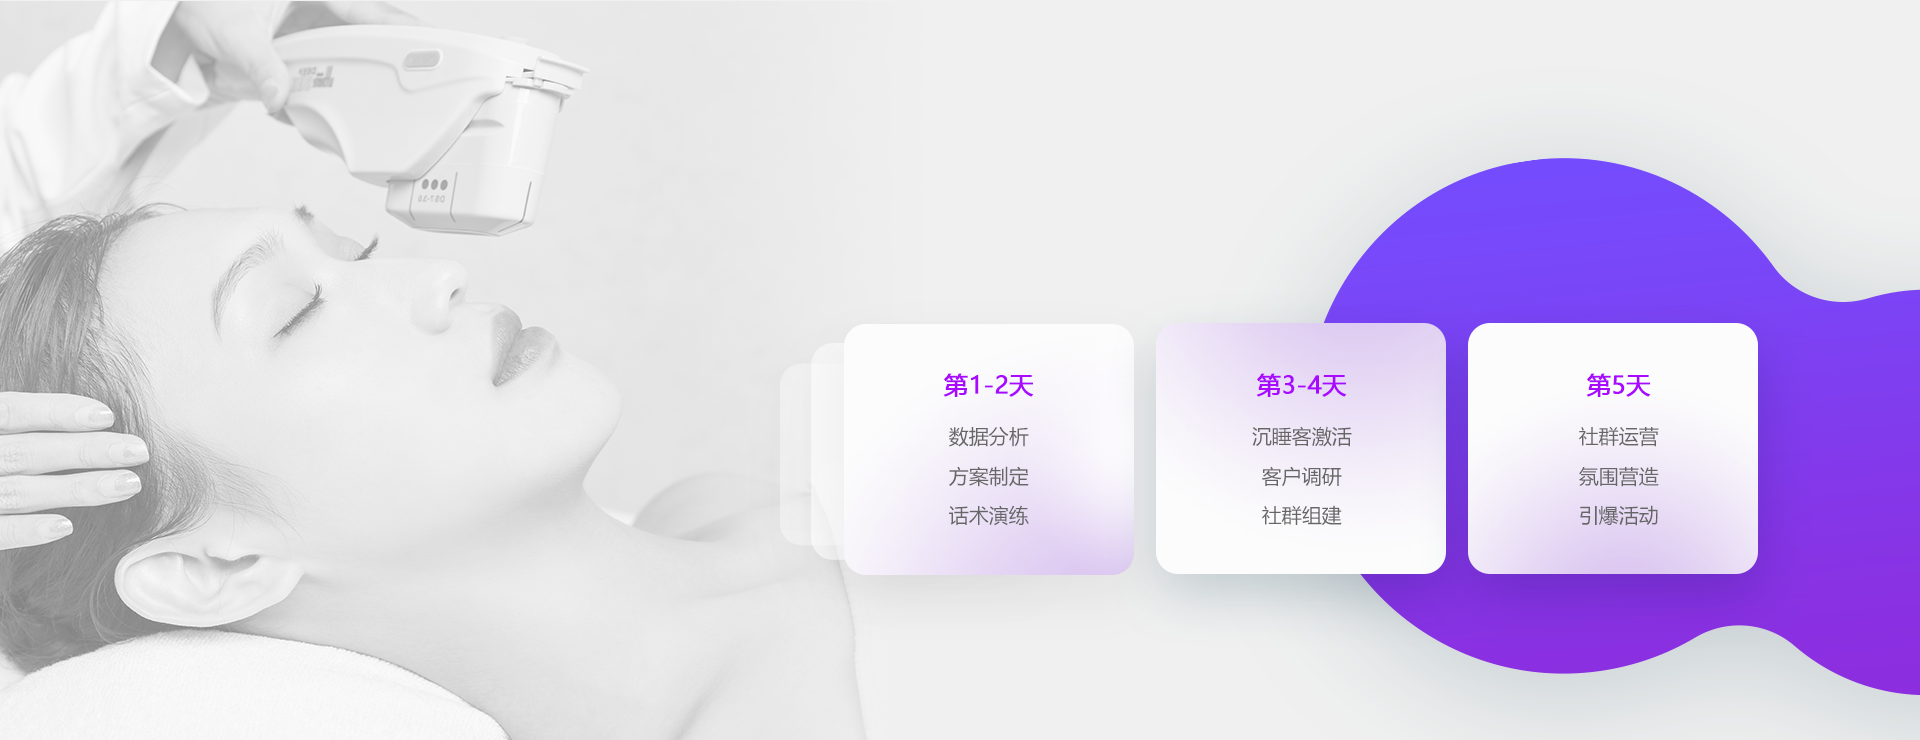 第1-2天
数据分析
方案制定
话术演练
第3-4天
沉睡客激活
客户调研
社群组建
第5天
社群运营
氛围营造
引爆活动